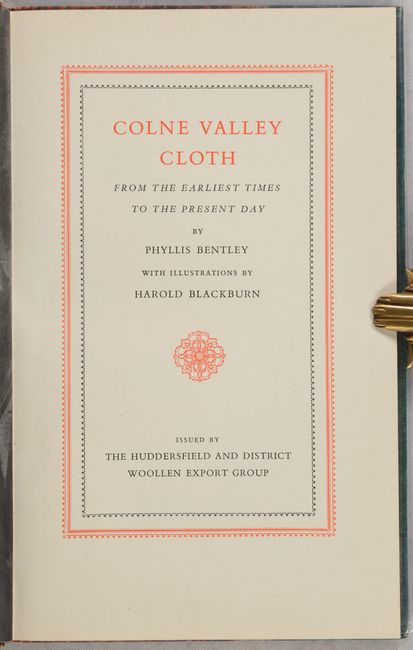 COLNE VALLEY
CLOTH
FROM THE EARLIEST TIMES
TO THE PRESENT DAY
BY
PHYLLIS BENTLEY
WITH ILLUSTRATIONS BY
HAROLD BLACKBURN
ISSUED BY
THE HUDDERSFIELD AND DISTRICT
WOOLLEN EXPORT GROUP